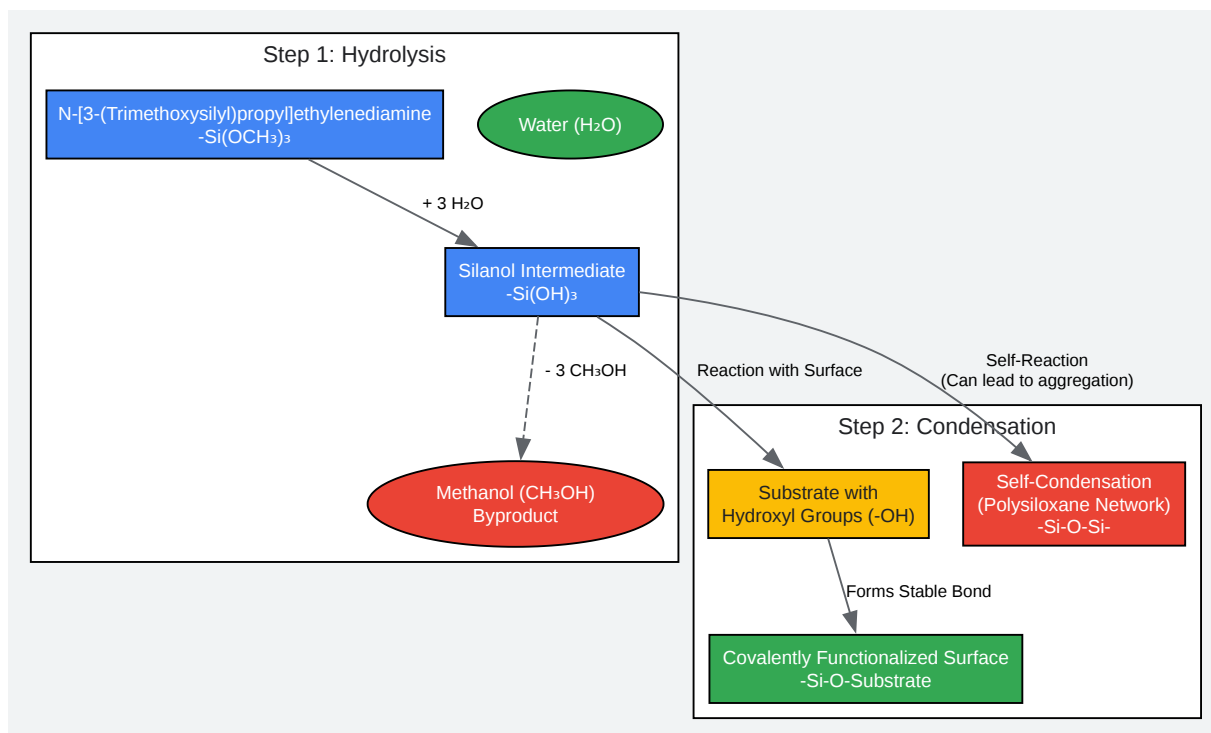 Step 1: Hydrolysis
N-[3-(Trimethoxysilyl)propyl]ethylenediamine
-Si(OCH₃)₃
Water (H₂O)
+ 3 H₂O
Silanol Intermediate
-Si(OH)₃
- 3 CH₃OH
Reaction with Surface
Self-Reaction
(Can lead to aggregation)
Methanol (CH₃OH)
Byproduct
Step 2: Condensation
Substrate with
Hydroxyl Groups (-OH)
Self-Condensation
(Polysiloxane Network)
-Si-O-Si-
Forms Stable Bond
Covalently Functionalized Surface
-Si-O-Substrate